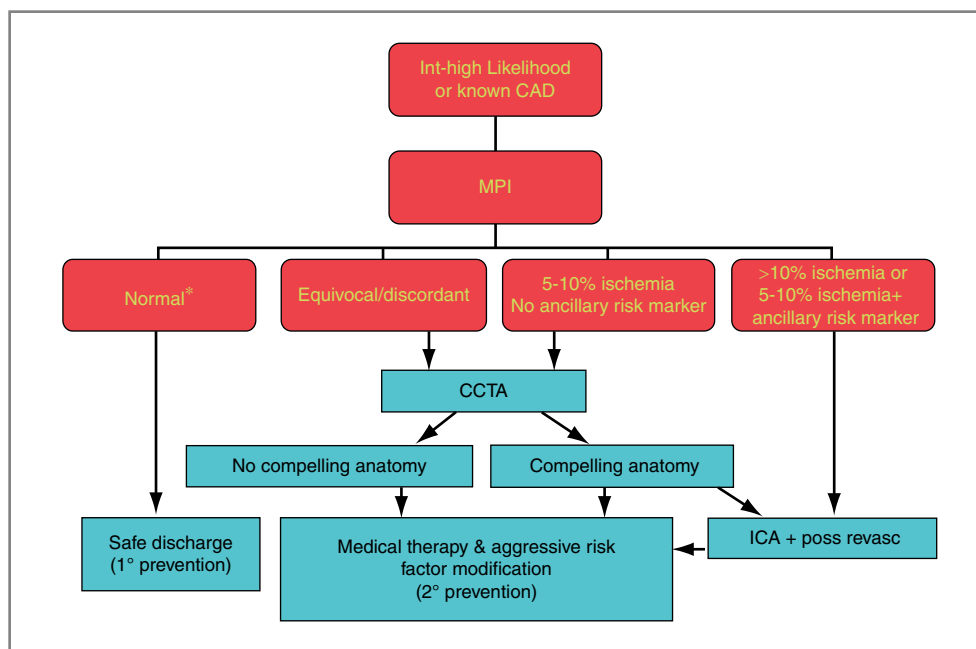 Int-high Likelihood
or known CAD
MPI
Normal*
Equivocal/discordant
5-10% ischemia
No ancillary risk marker
>10% ischemia or
5-10% ischemia+
ancillary risk marker
CCTA
No compelling anatomy
Compelling anatomy
Safe discharge
(1° prevention)
Medical therapy & aggressive risk
factor modification
(2° prevention)
ICA + poss revasc